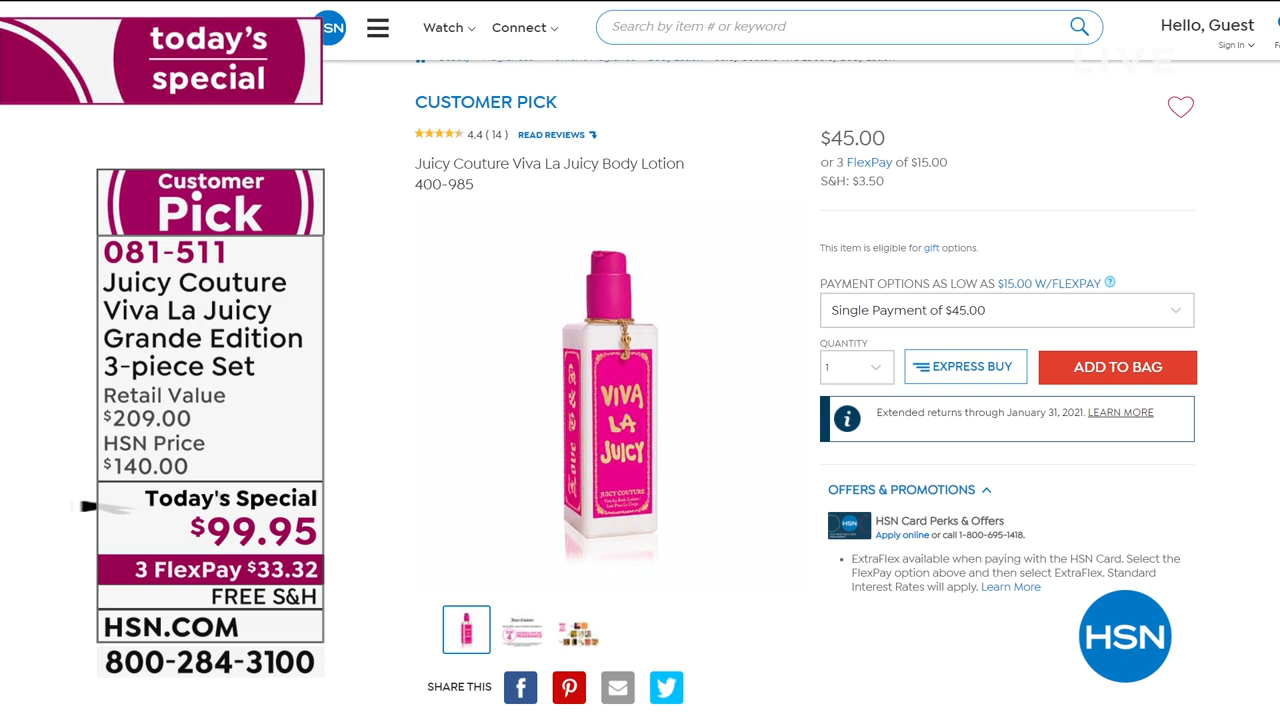 today's
special
SN
Watch
Connect
Search by item # or keyword
Hello, Guest
Sign In
LIVE
CUSTOMER PICK
4.4 ( 14 ) READ REVIEWS
Juicy Couture Viva La Juicy Body Lotion
400-985
$45.00
or 3 FlexPay of $15.00
S&H: $3.50
This item is eligible for gift options.
PAYMENT OPTIONS AS LOW AS $15.00 W/FLEXPAY ?
Single Payment of $45.00
QUANTITY
1
EXPRESS BUY
ADD TO BAG
i
Extended returns through January 31, 2021. LEARN MORE
OFFERS & PROMOTIONS
HSN
HSN Card Perks & Offers
Apply online or call 1-800-695-1418.
• ExtraFlex available when paying with the HSN Card. Select the
FlexPay option above and then select ExtraFlex. Standard
Interest Rates will apply. Learn More
HSN
VIVA
LA
JUICY
JUICY COUTURE
SHARE THIS
Customer
Pick
081-511
Juicy Couture
Viva La Juicy
Grande Edition
3-piece Set
Retail Value
$209.00
HSN Price
$140.00
Today's Special
$99.95
3 FlexPay $33.32
FREE S&H
HSN.COM
800-284-3100